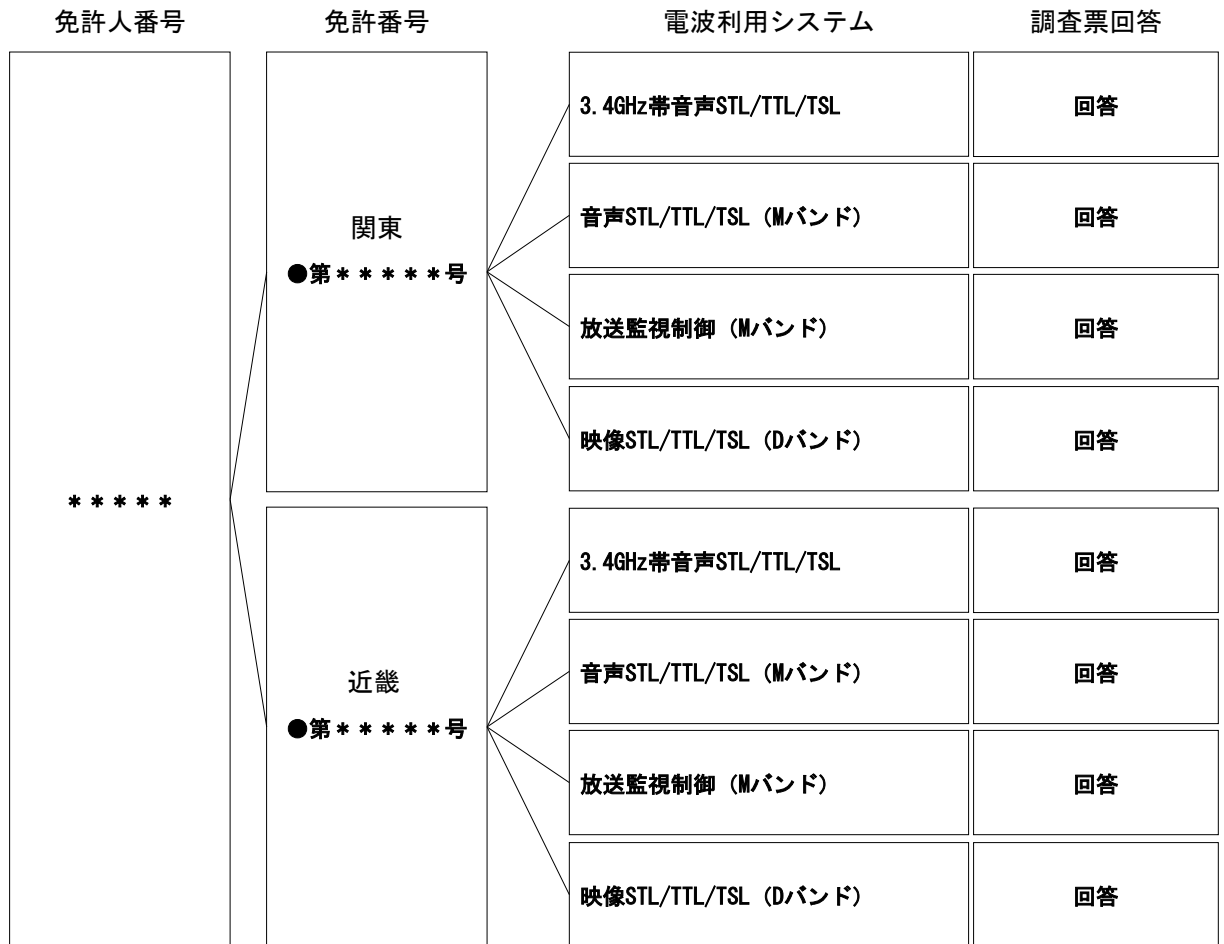 免許人番号
免許番号
電波利用システム
調査票回答
*****
関東
●第*****号
3.4GHz帯音声STL/TTL/TSL
回答
音声STL/TTL/TSL (Mバンド)
回答
放送監視制御 (Mバンド)
回答
映像STL/TTL/TSL (Dバンド)
回答
近畿
●第*****号
3.4GHz帯音声STL/TTL/TSL
回答
音声STL/TTL/TSL (Mバンド)
回答
放送監視制御 (Mバンド)
回答
映像STL/TTL/TSL (Dバンド)
回答